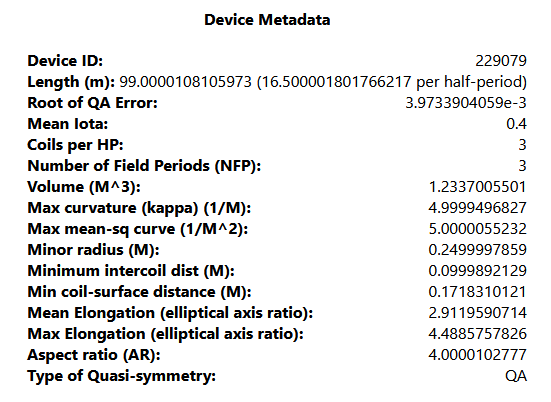 Device Metadata
Device ID: 229079
Length (m): 99.0000108105973 (16.500001801766217 per half-period)
Root of QA Error: 3.9733904059e-3
Mean Iota: 0.4
Coils per HP: 3
Number of Field Periods (NFP): 3
Volume (M^3): 1.2337005501
Max curvature (kappa) (1/M): 4.9999496827
Max mean-sq curve (1/M^2): 5.0000055232
Minor radius (M): 0.2499997859
Minimum intercoil dist (M): 0.0999892129
Min coil-surface distance (M): 0.1718310121
Mean Elongation (elliptical axis ratio): 2.9119590714
Max Elongation (elliptical axis ratio): 4.4885757826
Aspect ratio (AR): 4.0000102777
Type of Quasi-symmetry: QA